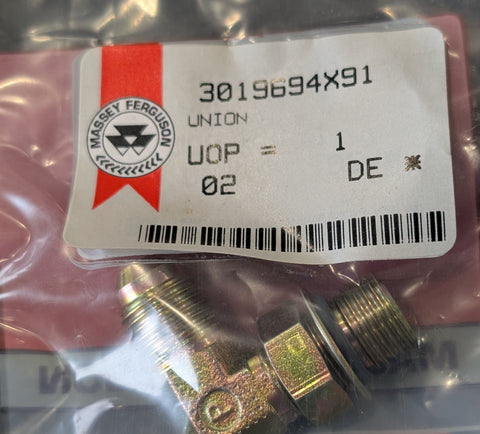 MASSEY FERGUSON
3019694X91
UNION
UOP = 1
02 DE *
P